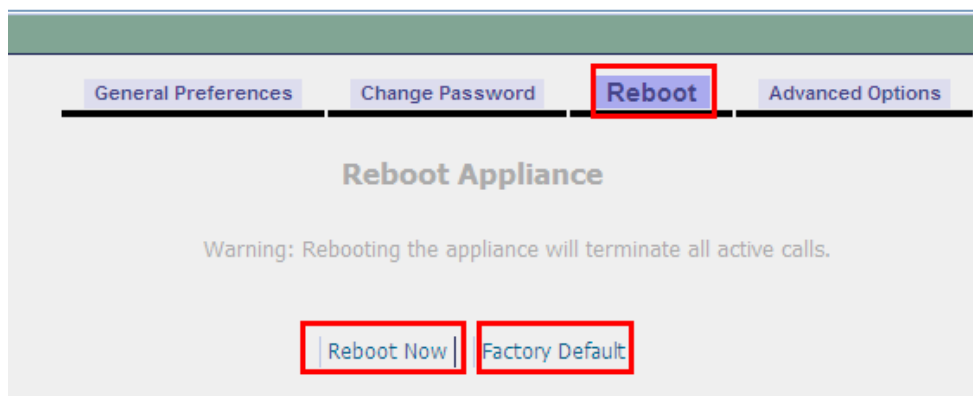 General Preferences Change Password Reboot Advanced Options
Reboot Appliance
Warning: Rebooting the appliance will terminate all active calls.
Reboot Now Factory Default